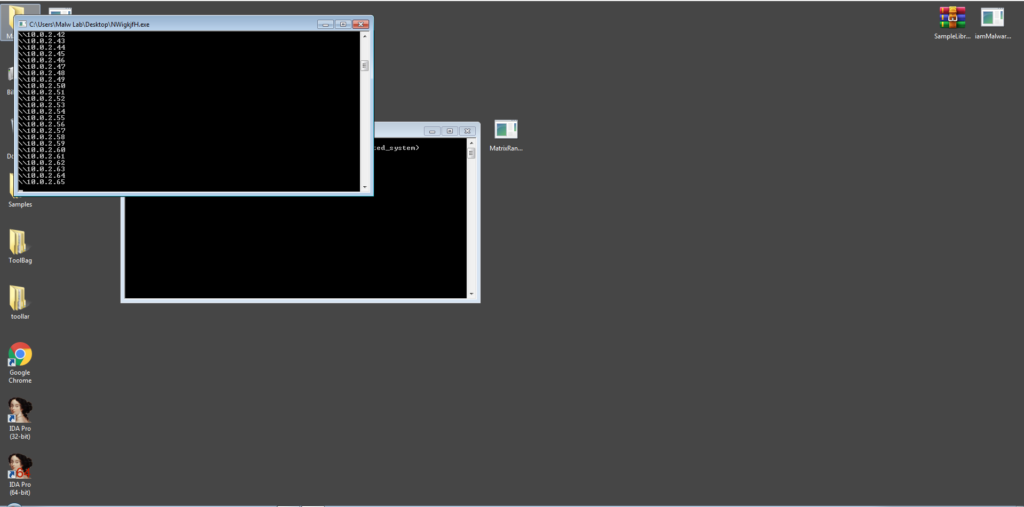 C:\Users\Malw Lab\Desktop\NWigkjfH.exe
\\10.0.2.42
\\10.0.2.43
\\10.0.2.44
\\10.0.2.45
\\10.0.2.46
\\10.0.2.47
\\10.0.2.48
\\10.0.2.49
\\10.0.2.50
\\10.0.2.51
\\10.0.2.52
\\10.0.2.53
\\10.0.2.54
\\10.0.2.55
\\10.0.2.56
\\10.0.2.57
\\10.0.2.58
\\10.0.2.59
\\10.0.2.60
\\10.0.2.61
\\10.0.2.62
\\10.0.2.63
\\10.0.2.64
\\10.0.2.65
ted_system)
Samples
ToolBag
toollar
Google
Chrome
IDA Pro
(32-bit)
64
IDA Pro
(64-bit)
MatrixRan...
SampleLibr...
iamMalwar...